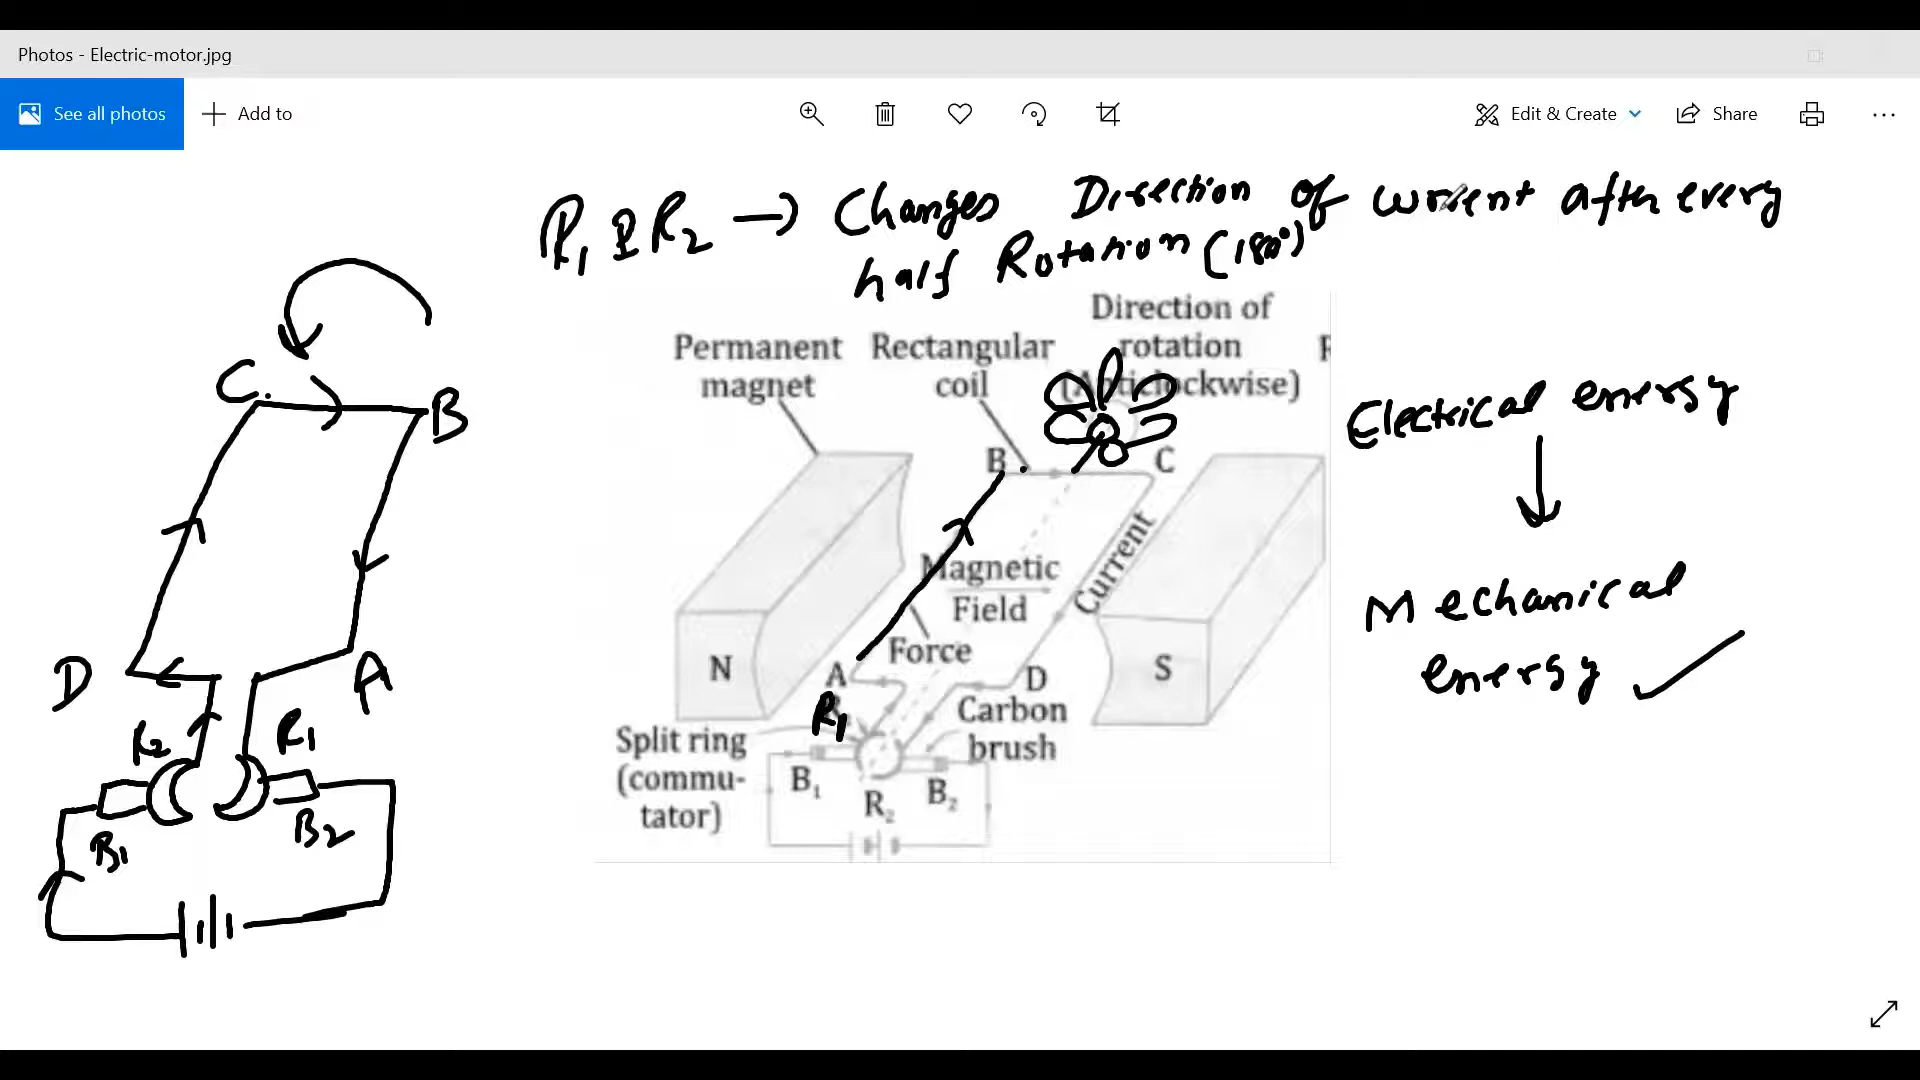 Photos - Electric-motor.jpg
See all photos
Add to
Edit & Create
Share
R1 & R2 → Changes Direction of current after every
half Rotation (180°)
Direction of
rotation
(Anticlockwise)
Permanent
magnet
Rectangular
coil
Electrical energy
Mechanical
energy
C
B
D
A
R2
R1
B1
B2
B
C
Magnetic
Field
Current
Force
N
S
A
D
R1
Split ring
(commu-
tator)
Carbon
brush
B1
R2
B2